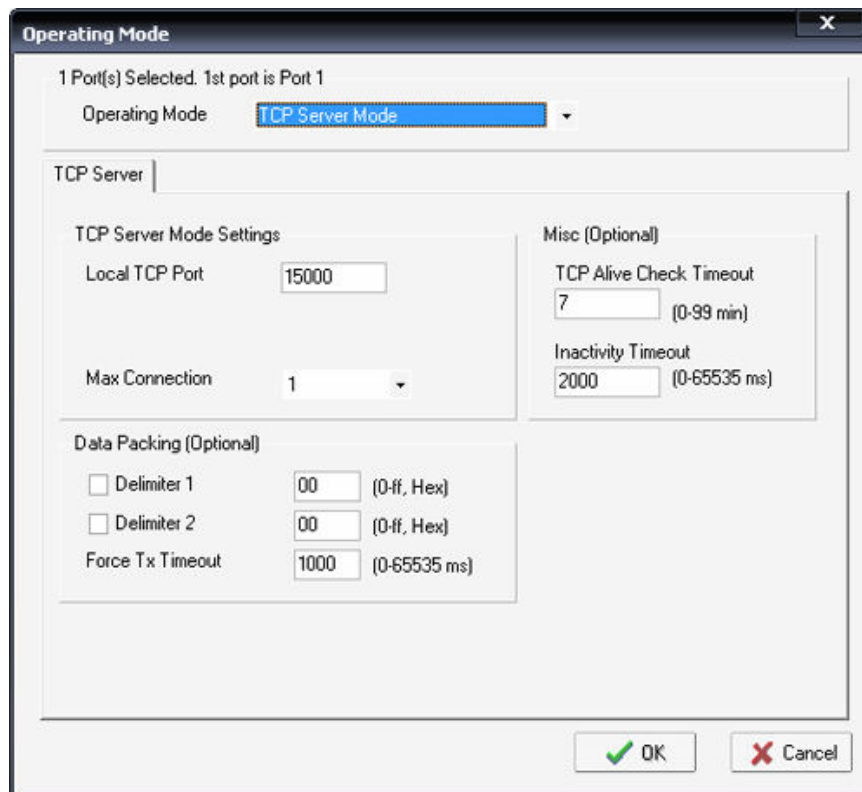 Operating Mode
X
1 Port(s) Selected. 1st port is Port 1
Operating Mode TCP Server Mode
TCP Server
TCP Server Mode Settings
Local TCP Port 15000
Max Connection 1
Misc (Optional)
TCP Alive Check Timeout
7 (0-99 min)
Inactivity Timeout
2000 (0-65535 ms)
Data Packing (Optional)
Delimiter 1 00 (0-ff, Hex)
Delimiter 2 00 (0-ff, Hex)
Force Tx Timeout 1000 (0-65535 ms)
OK Cancel